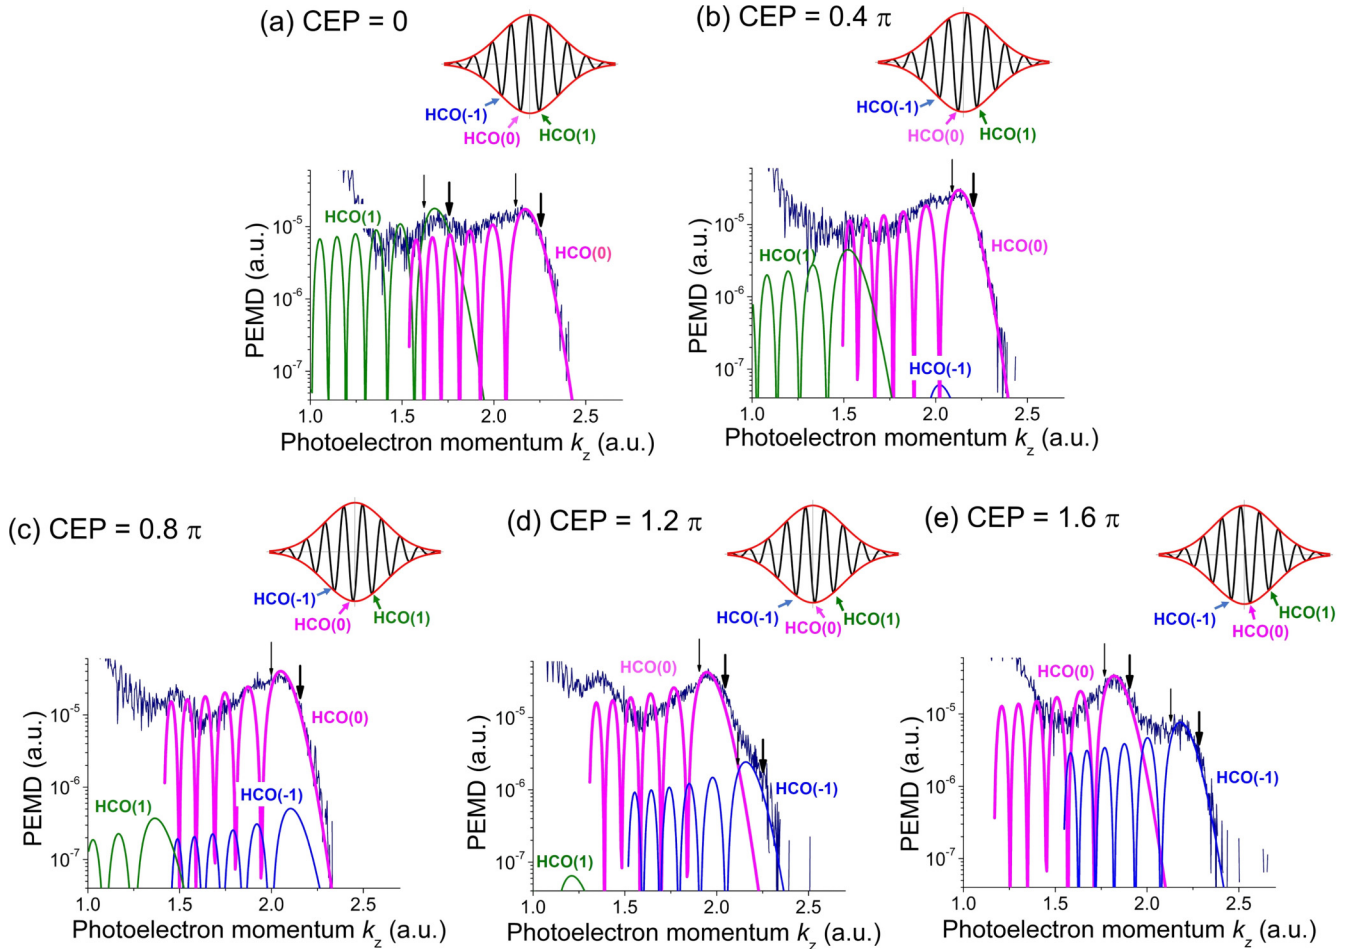 (a) CEP = 0
HCO(-1)
HCO(0)
HCO(1)
PEMD (a.u.)
10-5
10-6
10-7
HCO(1)
HCO(0)
1.0 1.5 2.0 2.5
Photoelectron momentum kz (a.u.)
(b) CEP = 0.4 π
HCO(-1)
HCO(0)
HCO(1)
PEMD (a.u.)
10-5
10-6
10-7
HCO(1)
HCO(0)
HCO(-1)
1.0 1.5 2.0 2.5
Photoelectron momentum kz (a.u.)
(c) CEP = 0.8 π
HCO(-1)
HCO(0)
HCO(1)
PEMD (a.u.)
10-5
10-6
10-7
HCO(0)
HCO(1)
HCO(-1)
1.0 1.5 2.0 2.5
Photoelectron momentum kz (a.u.)
(d) CEP = 1.2 π
HCO(-1)
HCO(0)
HCO(1)
PEMD (a.u.)
10-5
10-6
10-7
HCO(0)
HCO(-1)
HCO(1)
1.0 1.5 2.0 2.5
Photoelectron momentum kz (a.u.)
(e) CEP = 1.6 π
HCO(-1)
HCO(0)
HCO(1)
PEMD (a.u.)
10-5
10-6
10-7
HCO(0)
HCO(-1)
1.0 1.5 2.0 2.5
Photoelectron momentum kz (a.u.)